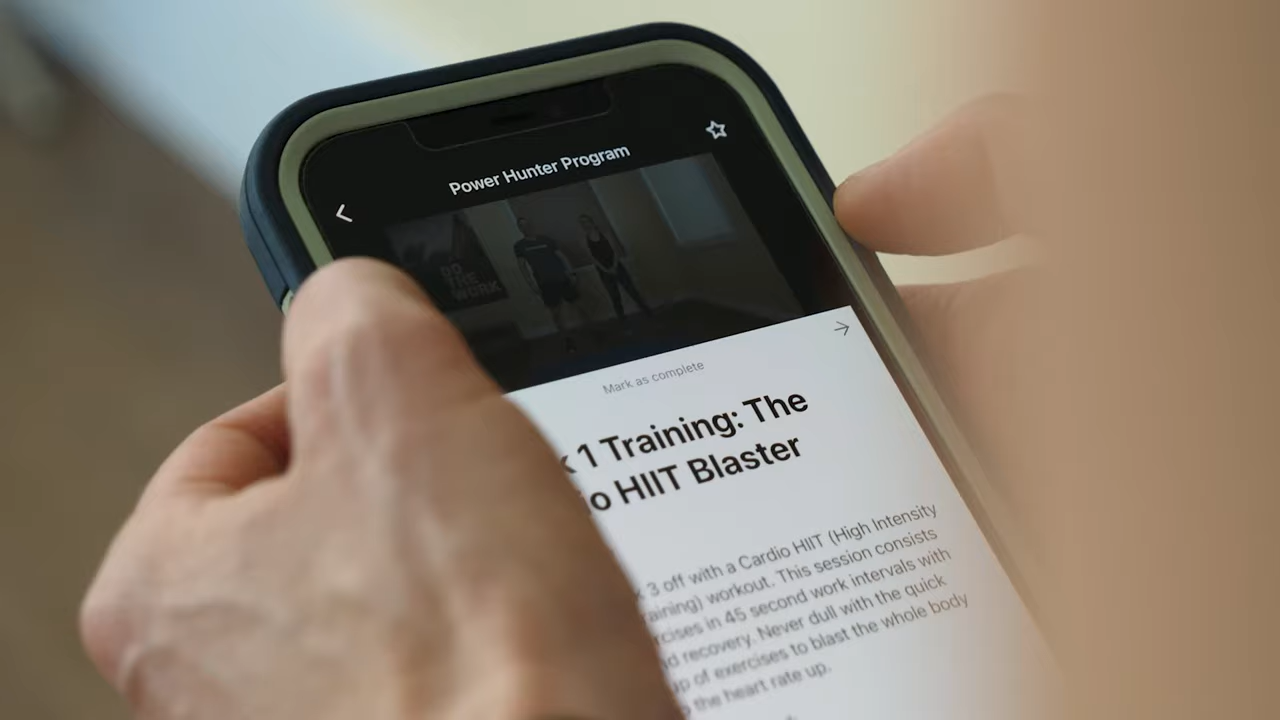 Power Hunter Program
DO
THE
WORK
Mark as complete
1 Training: The
HIIT Blaster
3 off with a Cardio HIIT (High Intensity
workout. This session consists
in 45 second work intervals with
recovery. Never dull with the quick
of exercises to blast the whole body
the heart rate up.